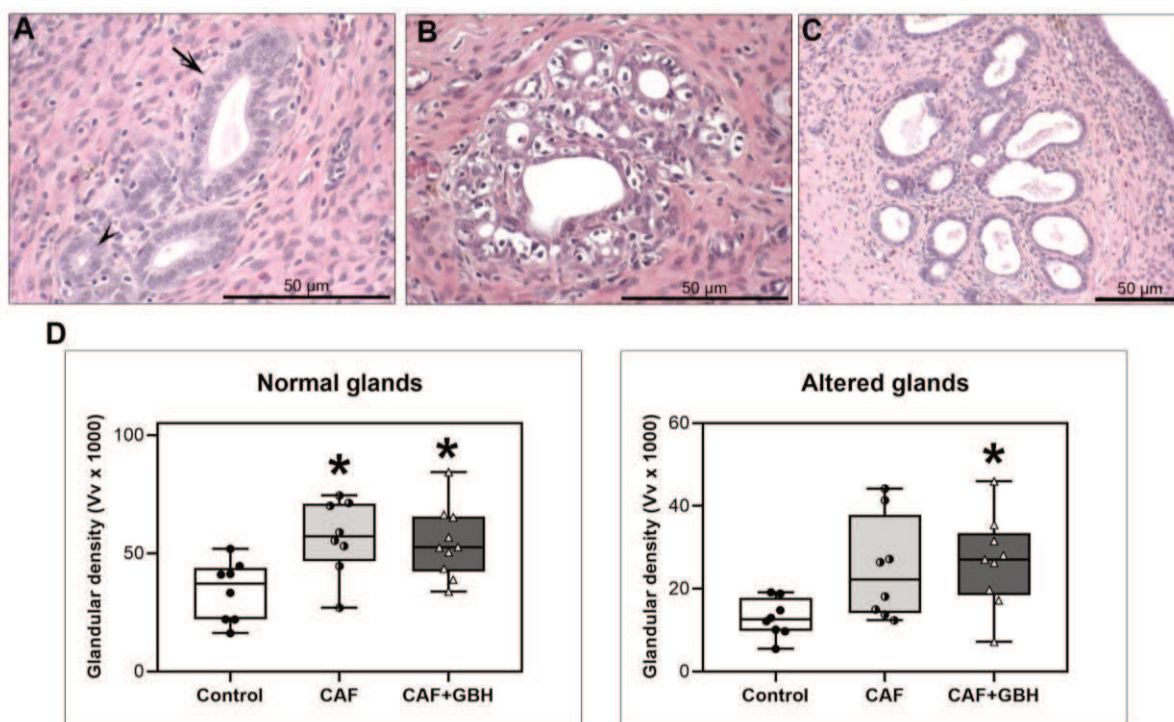 A
B
C
50 µm
50 µm
50 µm
D
Normal glands
Glandular density (Vv x 1000)
100
50
0
*
*
Control
CAF
CAF+GBH
Altered glands
Glandular density (Vv x 1000)
60
40
20
0
*
Control
CAF
CAF+GBH